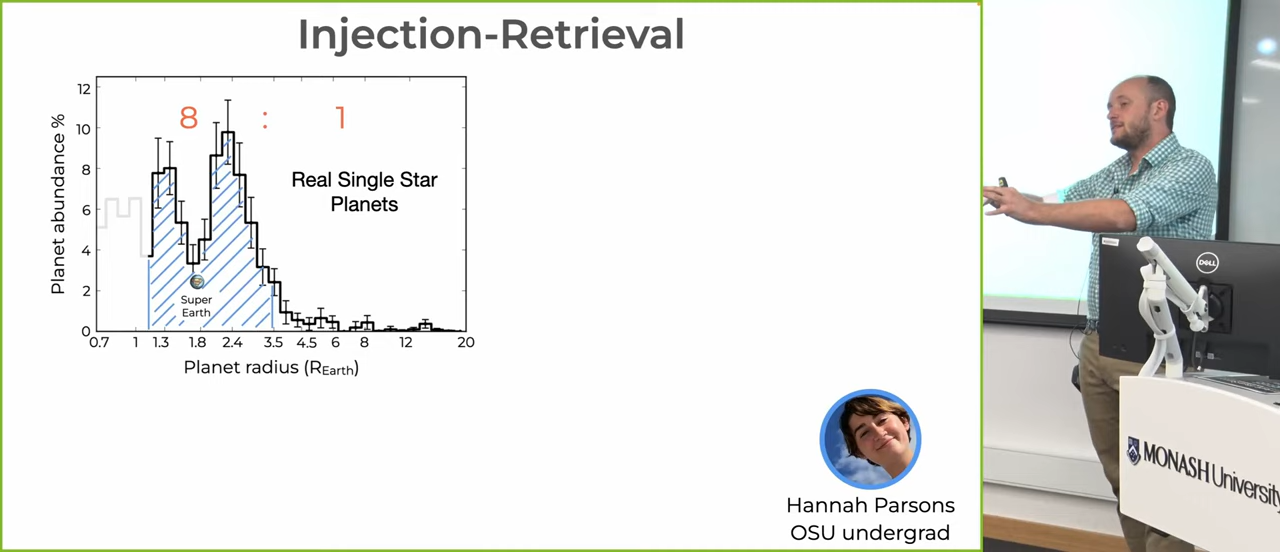 Injection-Retrieval
8 : 1
Real Single Star
Planets
Planet abundance %
12
10
8
6
4
2
0
Super
Earth
0.7 1 1.3 1.8 2.4 3.5 4.5 6 8 12 20
Planet radius (REarth)
Hannah Parsons
OSU undergrad
DELL
MONASH University